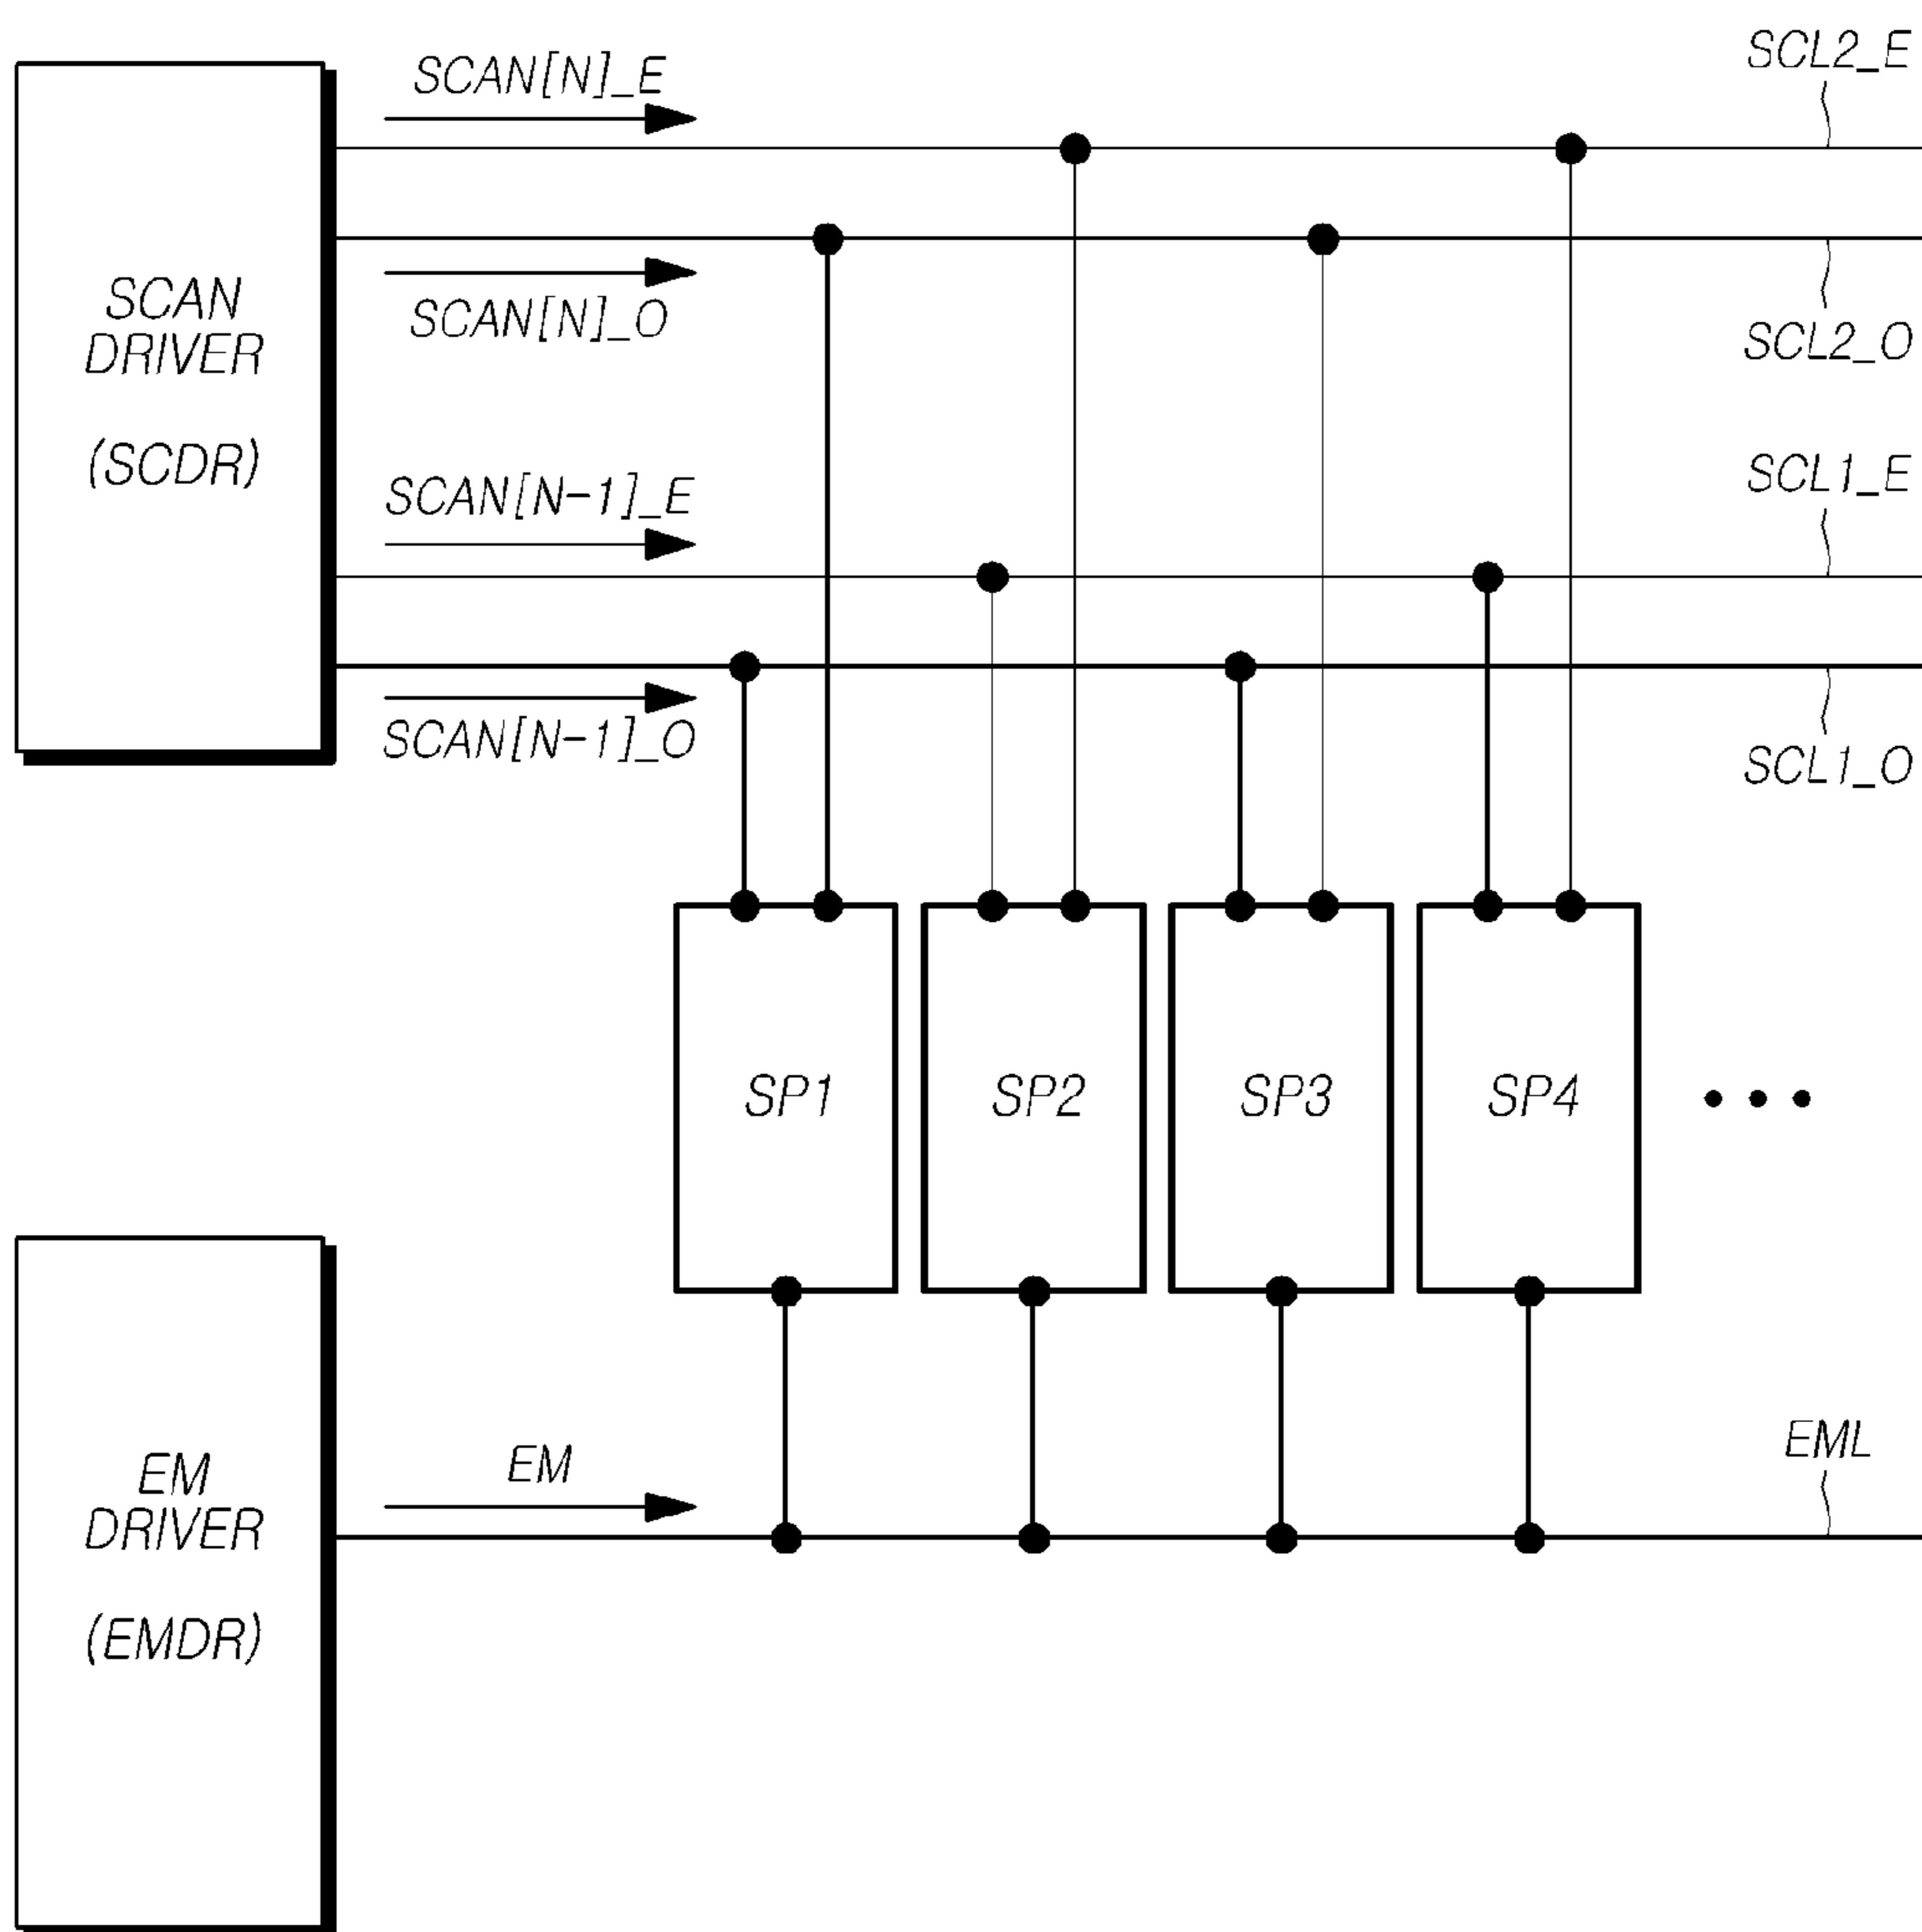 SCAN[N]_E
SCL2_E
SCAN
DRIVER
(SCDR)
SCAN[N]_O
SCL2_O
SCAN[N-1]_E
SCL1_E
SCAN[N-1]_O
SCL1_O
SP1
SP2
SP3
SP4
EM
DRIVER
(EMDR)
EM
EML